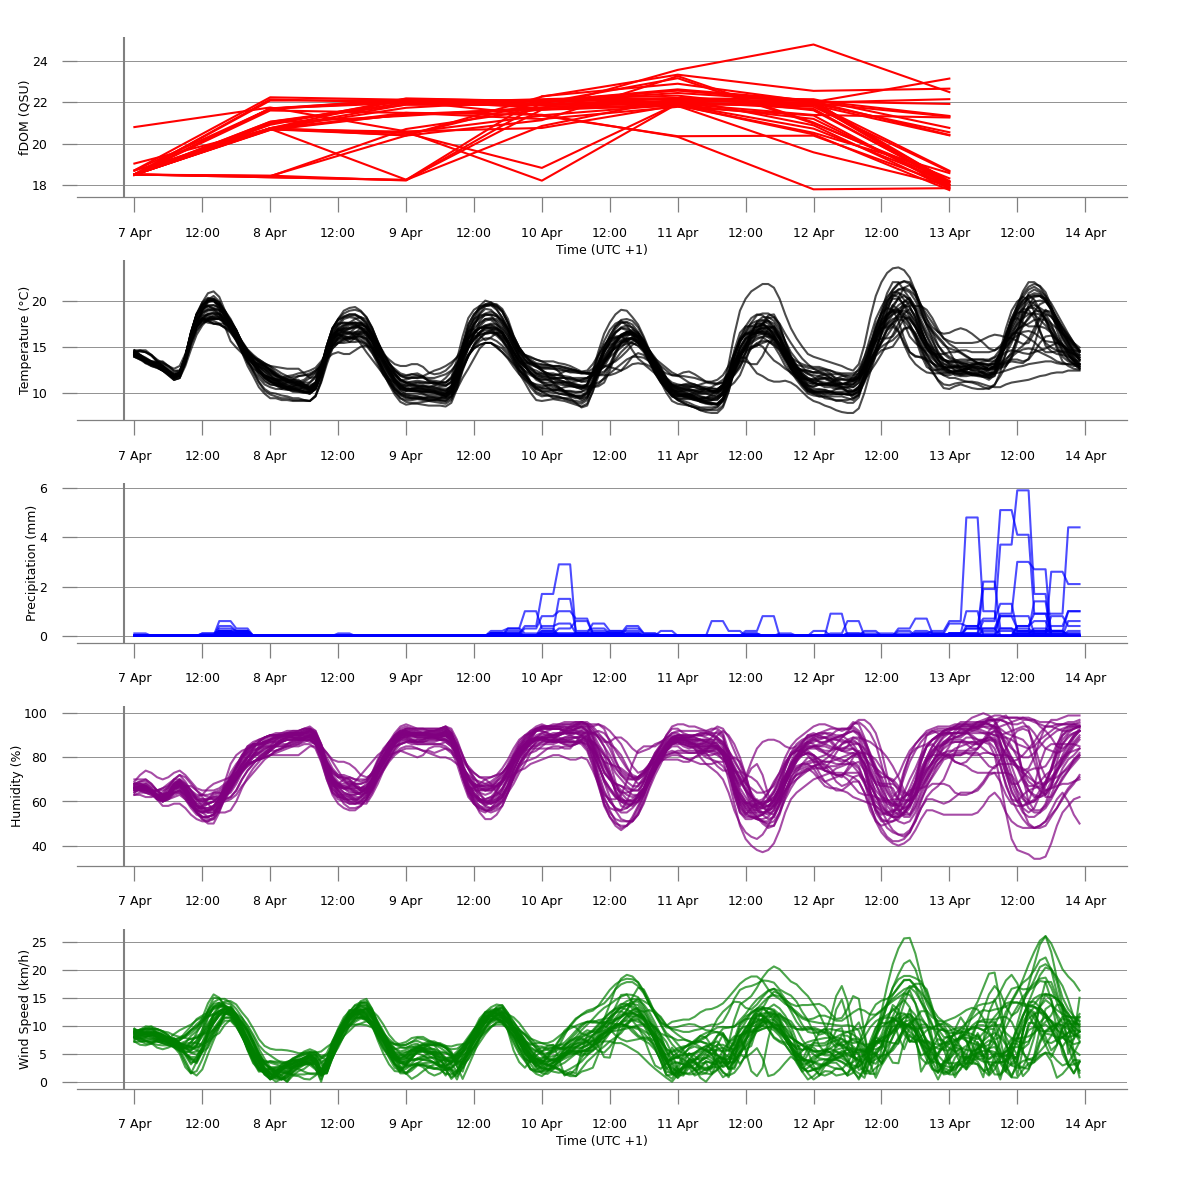 fDOM (QSU)
24
22
20
18
7 Apr 12:00 8 Apr 12:00 9 Apr 12:00 10 Apr 12:00 11 Apr 12:00 12 Apr 12:00 13 Apr 12:00 14 Apr
Time (UTC +1)
Temperature (°C)
20
15
10
7 Apr 12:00 8 Apr 12:00 9 Apr 12:00 10 Apr 12:00 11 Apr 12:00 12 Apr 12:00 13 Apr 12:00 14 Apr
Precipitation (mm)
6
4
2
0
7 Apr 12:00 8 Apr 12:00 9 Apr 12:00 10 Apr 12:00 11 Apr 12:00 12 Apr 12:00 13 Apr 12:00 14 Apr
Humidity (%)
100
80
60
40
7 Apr 12:00 8 Apr 12:00 9 Apr 12:00 10 Apr 12:00 11 Apr 12:00 12 Apr 12:00 13 Apr 12:00 14 Apr
Wind Speed (km/h)
25
20
15
10
5
0
7 Apr 12:00 8 Apr 12:00 9 Apr 12:00 10 Apr 12:00 11 Apr 12:00 12 Apr 12:00 13 Apr 12:00 14 Apr
Time (UTC +1)